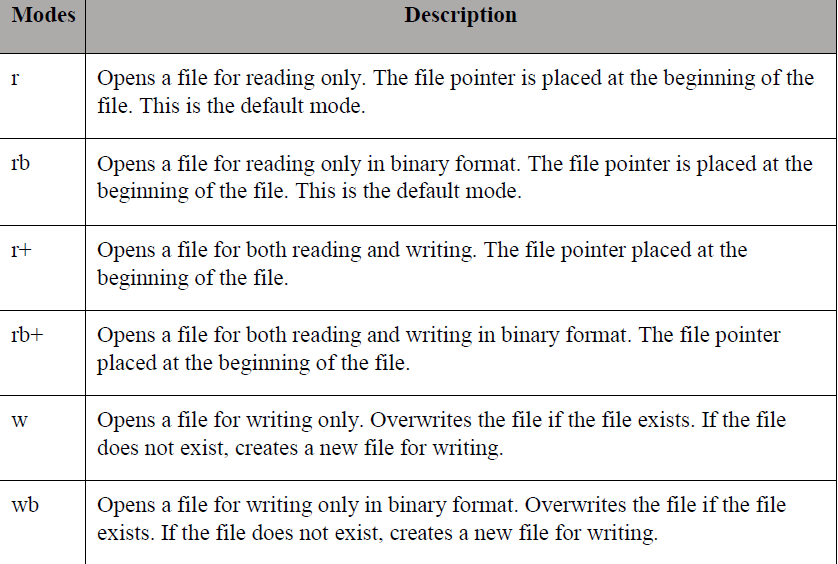 Modes Description
r Opens a file for reading only. The file pointer is placed at the beginning of the
file. This is the default mode.
rb Opens a file for reading only in binary format. The file pointer is placed at the
beginning of the file. This is the default mode.
r+ Opens a file for both reading and writing. The file pointer placed at the
beginning of the file.
rb+ Opens a file for both reading and writing in binary format. The file pointer
placed at the beginning of the file.
w Opens a file for writing only. Overwrites the file if the file exists. If the file
does not exist, creates a new file for writing.
wb Opens a file for writing only in binary format. Overwrites the file if the file
exists. If the file does not exist, creates a new file for writing.